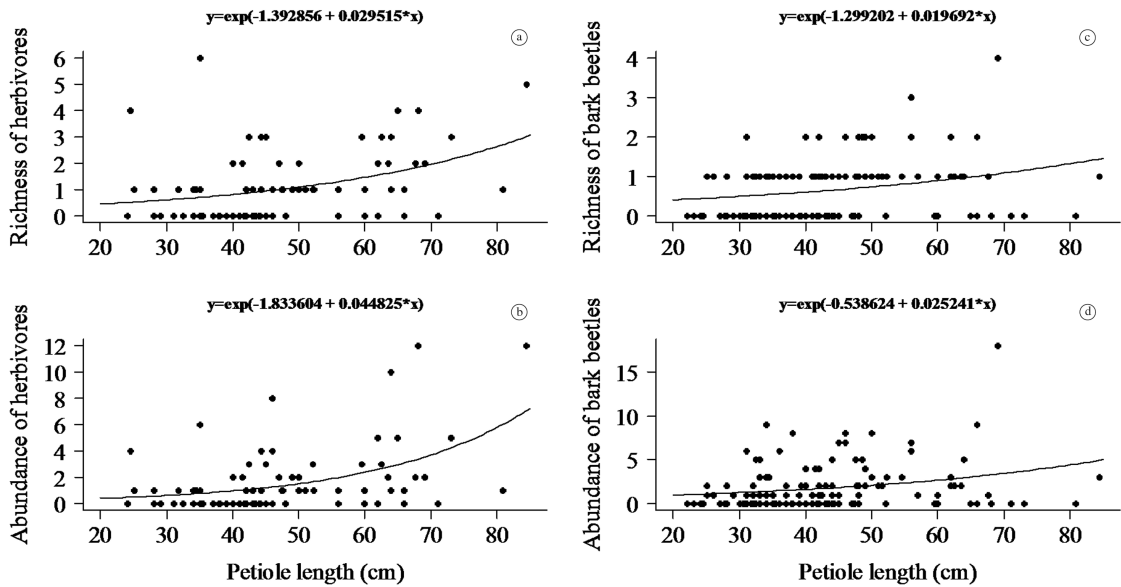 y=exp(-1.392856 + 0.029515*x)
a
Richness of herbivores
6
5
4
3
2
1
0
20 30 40 50 60 70 80
y=exp(-1.299202 + 0.019692*x)
c
Richness of bark beetles
4
3
2
1
0
20 30 40 50 60 70 80
y=exp(-1.833604 + 0.044825*x)
b
Abundance of herbivores
12
10
8
6
4
2
0
20 30 40 50 60 70 80
Petiole length (cm)
y=exp(-0.538624 + 0.025241*x)
d
Abundance of bark beetles
15
10
5
0
20 30 40 50 60 70 80
Petiole length (cm)